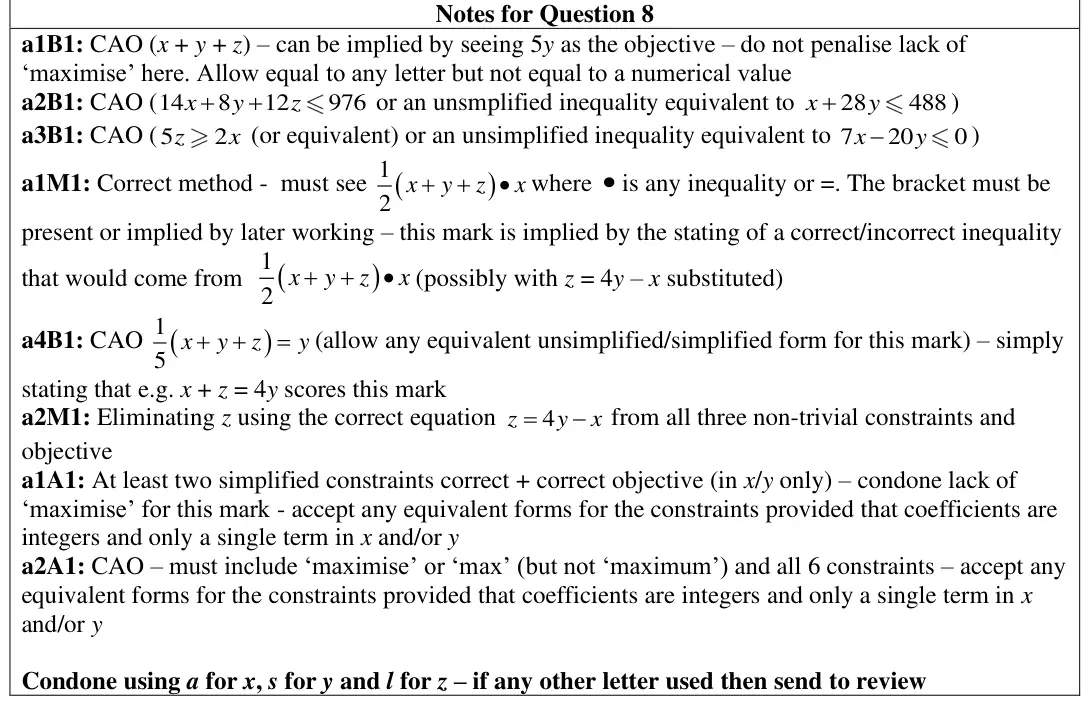 Notes for Question 8
a1B1: CAO (x + y + z) – can be implied by seeing 5y as the objective – do not penalise lack of
‘maximise’ here. Allow equal to any letter but not equal to a numerical value
a2B1: CAO (14x+8y+12z⩽976 or an unsmplified inequality equivalent to x+28y⩽488)
a3B1: CAO (5z⩾2x (or equivalent) or an unsimplified inequality equivalent to 7x−20y⩽0)
a1M1: Correct method - must see 1/2(x+y+z)•x where • is any inequality or =. The bracket must be
present or implied by later working – this mark is implied by the stating of a correct/incorrect inequality
that would come from 1/2(x+y+z)•x (possibly with z = 4y – x substituted)
a4B1: CAO 1/5(x+y+z)=y (allow any equivalent unsimplified/simplified form for this mark) – simply
stating that e.g. x + z = 4y scores this mark
a2M1: Eliminating z using the correct equation z=4y−x from all three non-trivial constraints and
objective
a1A1: At least two simplified constraints correct + correct objective (in x/y only) – condone lack of
‘maximise’ for this mark - accept any equivalent forms for the constraints provided that coefficients are
integers and only a single term in x and/or y
a2A1: CAO – must include ‘maximise’ or ‘max’ (but not ‘maximum’) and all 6 constraints – accept any
equivalent forms for the constraints provided that coefficients are integers and only a single term in x
and/or y
Condone using a for x, s for y and l for z – if any other letter used then send to review